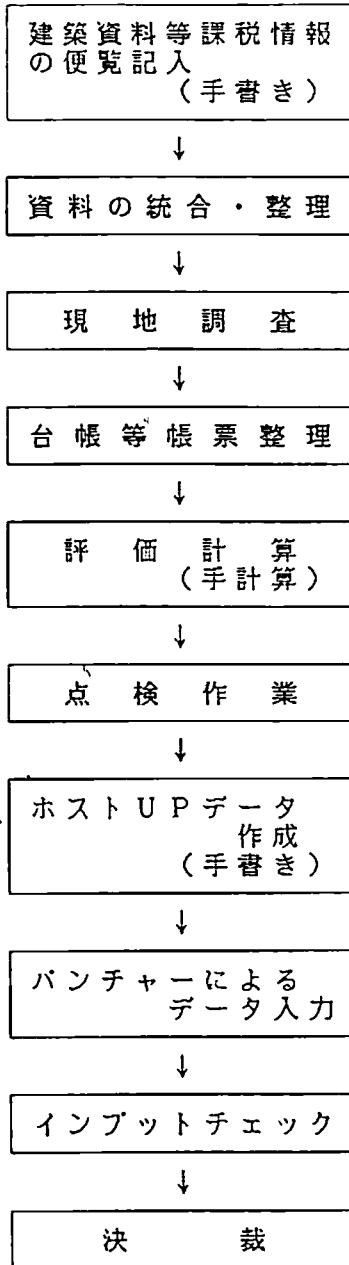 建築資料等課税情報
の便覧記入
（手書き）
↓
資料の統合・整理
↓
現地調査
↓
台帳等帳票整理
↓
評価計算
（手計算）
↓
点検作業
↓
ホストUPデータ
作成
（手書き）
↓
パンチャーによる
データ入力
↓
インプットチェック
↓
決裁